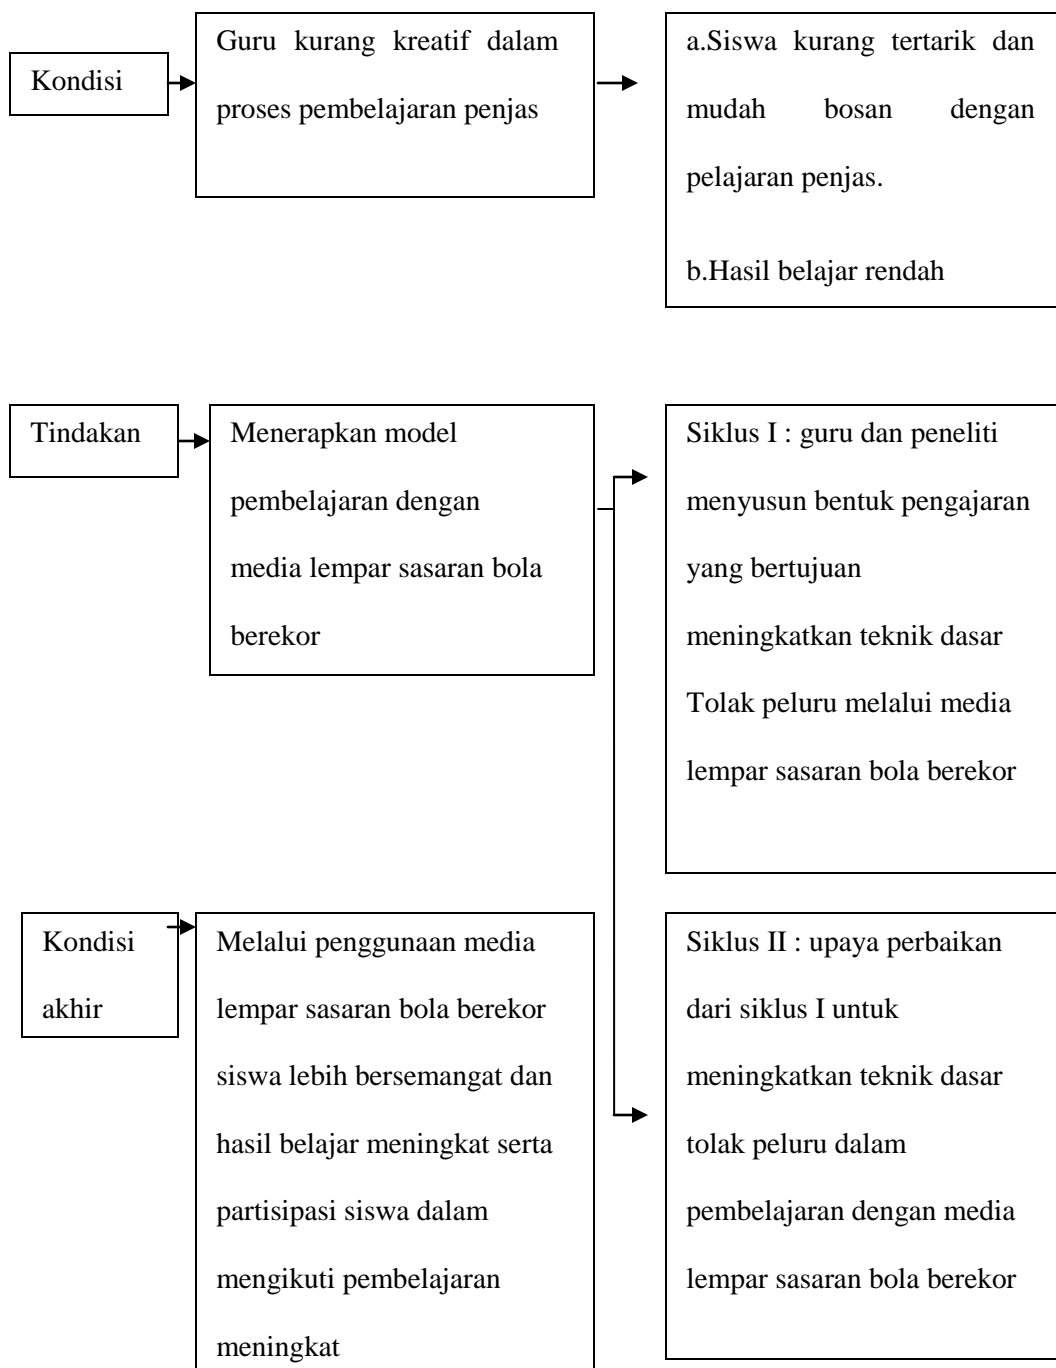 Kondisi
Guru kurang kreatif dalam
proses pembelajaran penjas
a.Siswa kurang tertarik dan
mudah bosan dengan
pelajaran penjas.
b.Hasil belajar rendah
Tindakan
Menerapkan model
pembelajaran dengan
media lempar sasaran bola
berekor
Siklus I : guru dan peneliti
menyusun bentuk pengajaran
yang bertujuan
meningkatkan teknik dasar
Tolak peluru melalui media
lempar sasaran bola berekor
Kondisi
akhir
Melalui penggunaan media
lempar sasaran bola berekor
siswa lebih bersemangat dan
hasil belajar meningkat serta
partisipasi siswa dalam
mengikuti pembelajaran
meningkat
Siklus II : upaya perbaikan
dari siklus I untuk
meningkatkan teknik dasar
tolak peluru dalam
pembelajaran dengan media
lempar sasaran bola berekor